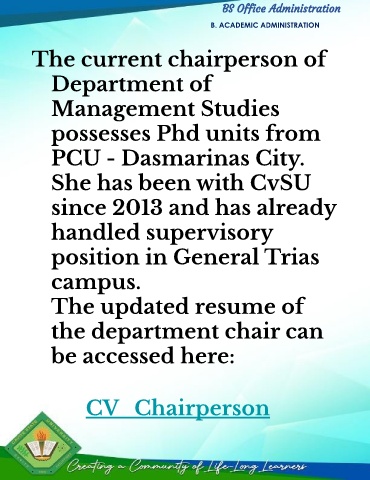 BS Office Administration
B. ACADEMIC ADMINISTRATION
The current chairperson of
Department of
Management Studies
possesses Phd units from
PCU - Dasmarinas City.
She has been with CvSU
since 2013 and has already
handled supervisory
position in General Trias
campus.
The updated resume of
the department chair can
be accessed here:
CV Chairperson
Creating a Community of Life-Long Learners